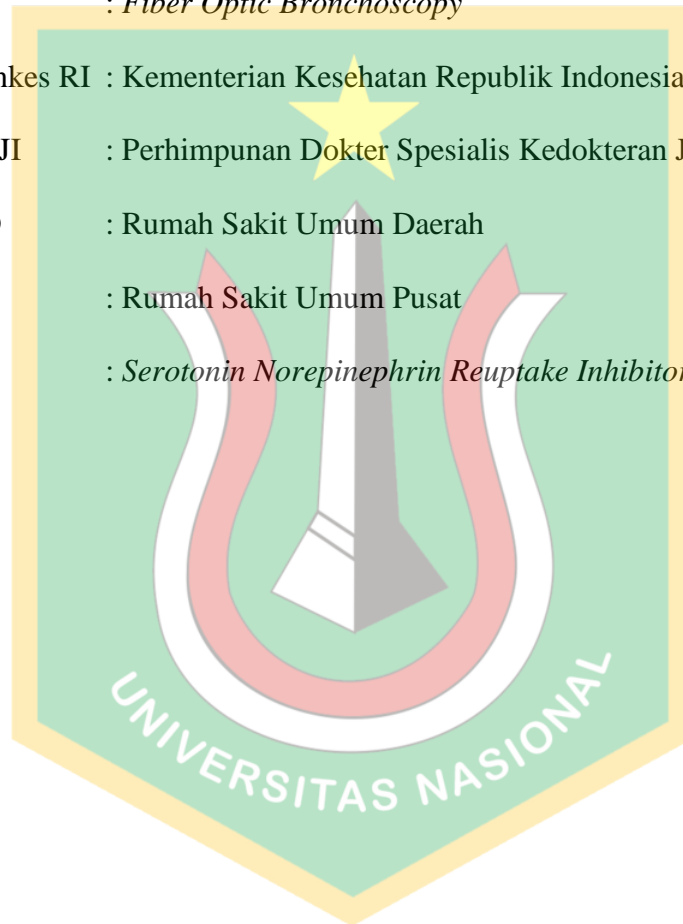 : Fiber Optic Bronchoscopy
nkes RI : Kementerian Kesehatan Republik Indonesia
JI : Perhimpunan Dokter Spesialis Kedokteran J
: Rumah Sakit Umum Daerah
: Rumah Sakit Umum Pusat
: Serotonin Norepinephrin Reuptake Inhibitor
UNIVERSITAS NASIONAL